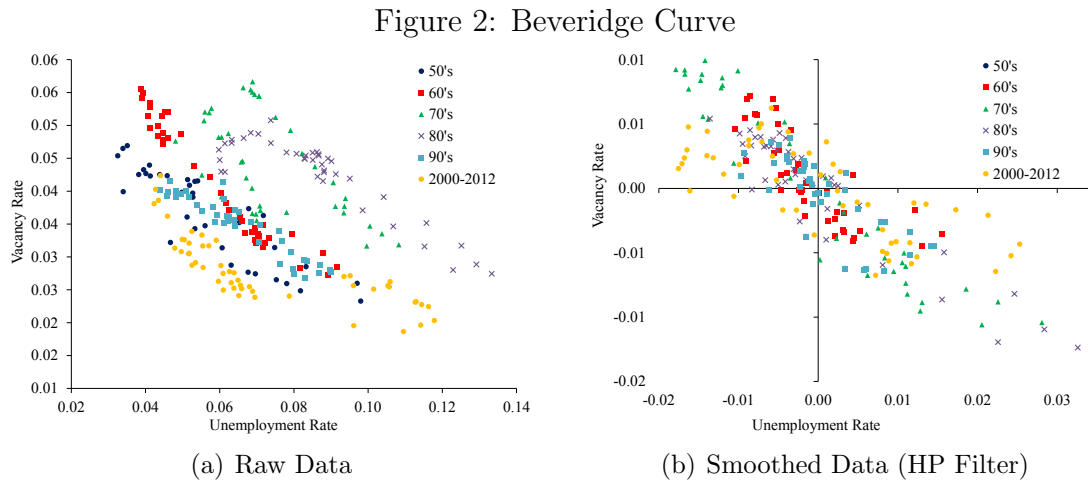 Figure 2: Beveridge Curve
Vacancy Rate
0.06
0.06
0.05
0.05
0.04
0.04
0.03
0.03
0.02
0.02
0.01
0.02
0.04
0.06
0.08
0.10
0.12
0.14
Unemployment Rate
50's
60's
70's
80's
90's
2000-2012
(a) Raw Data
Vacancy Rate
0.01
0.01
0.00
-0.01
-0.01
-0.02
-0.02
-0.01
0.00
0.01
0.02
0.03
Unemployment Rate
50's
60's
70's
80's
90's
2000-2012
(b) Smoothed Data (HP Filter)